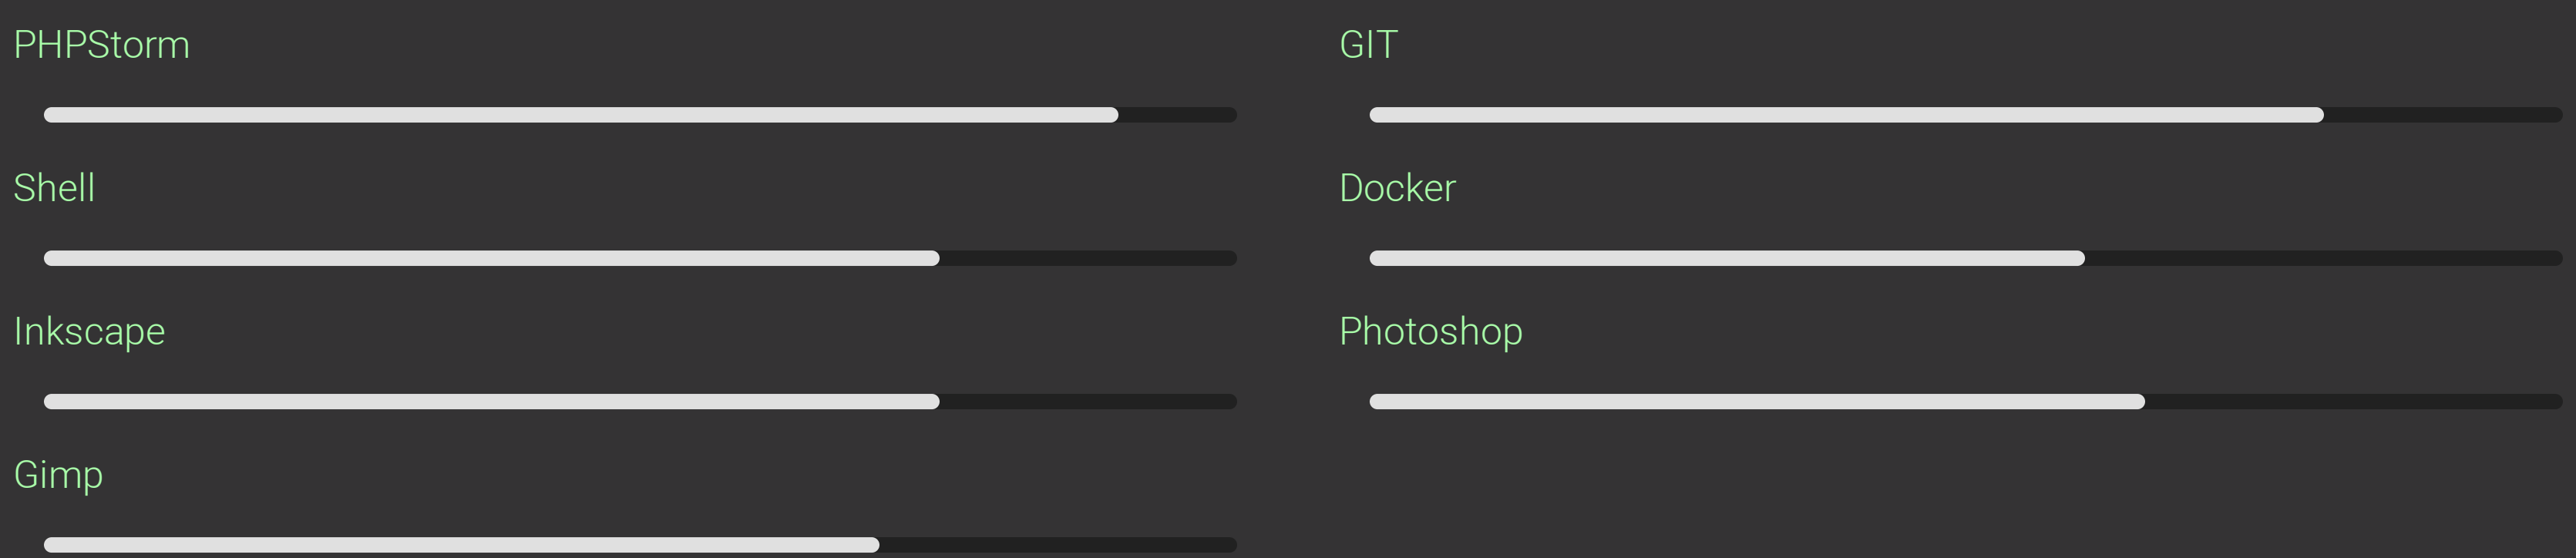 PHPStorm
GIT
Shell
Docker
Inkscape
Photoshop
Gimp